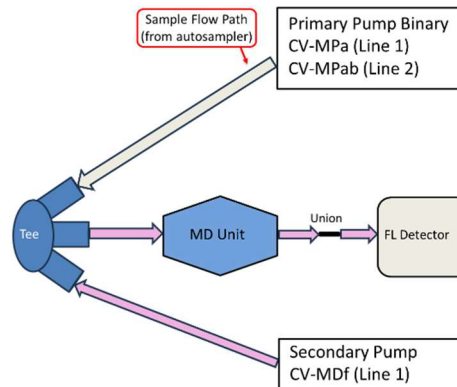 Sample Flow Path
(from autosampler)
Primary Pump Binary
CV-MPa (Line 1)
CV-MPab (Line 2)
Tee
MD Unit
Union
FL Detector
Secondary Pump
CV-MDf (Line 1)